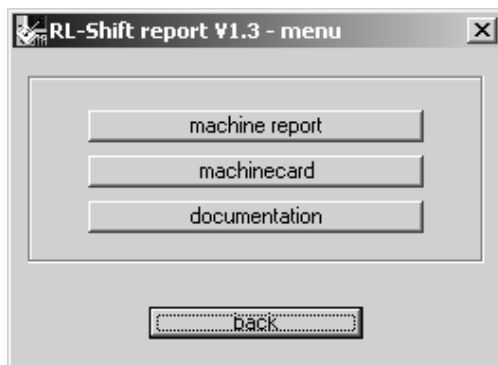 RL-Shift report V1.3 - menu
machine report
machinecard
documentation
back